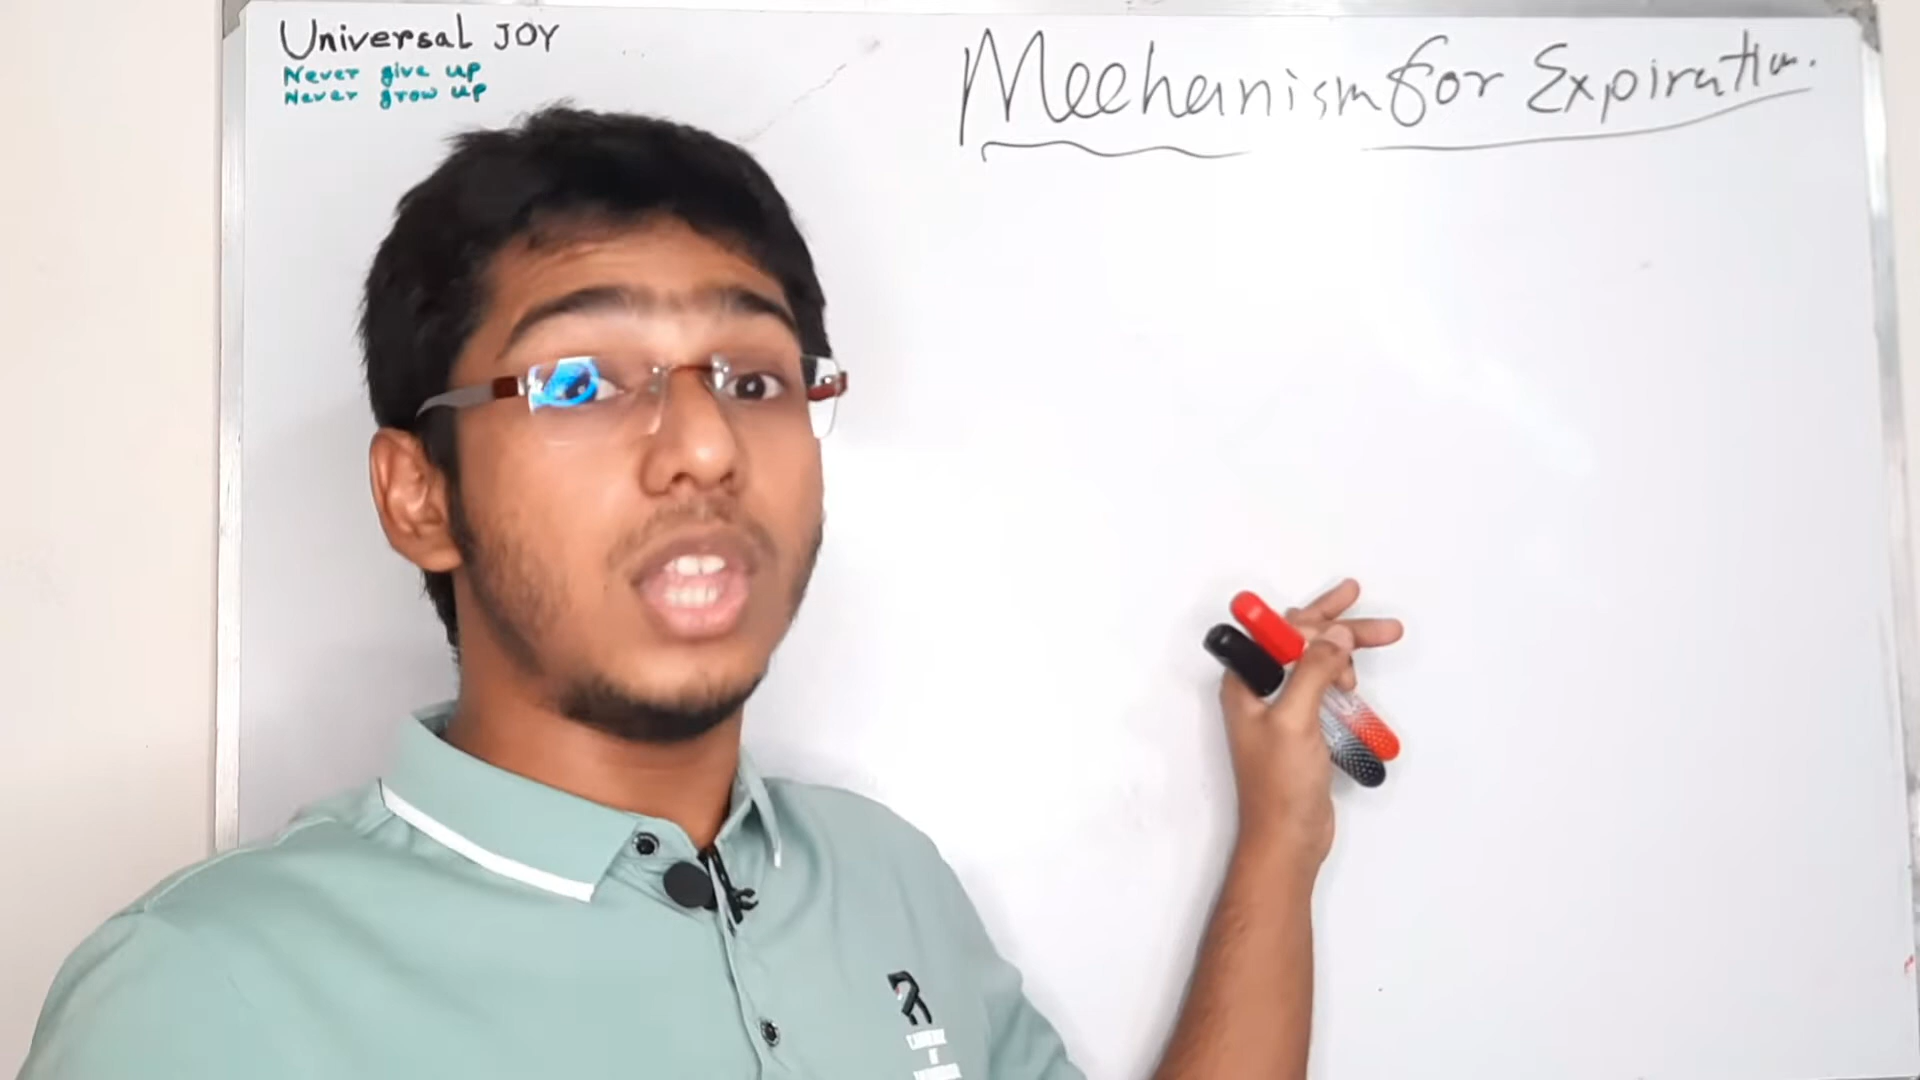 Universal JOY
Never give up
Never grow up
Mechanism for Expiration.